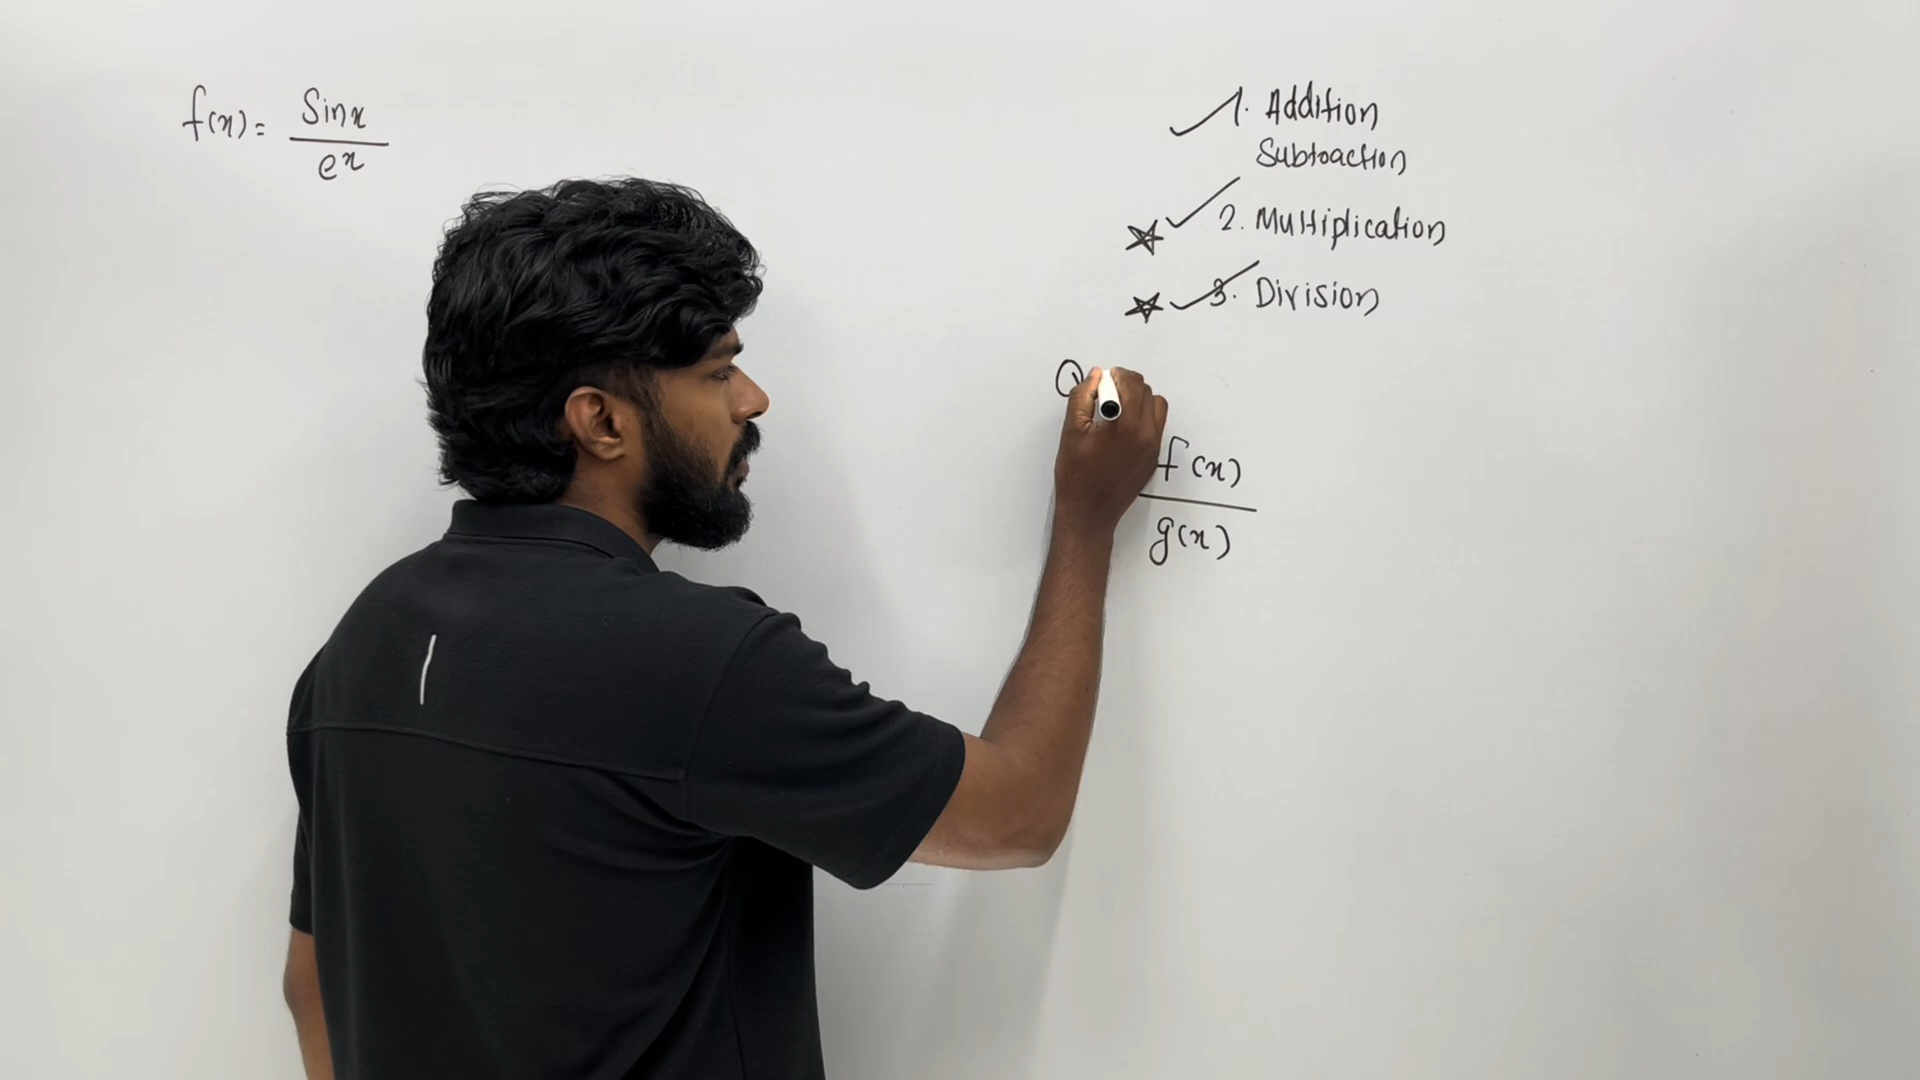 f(x) = sinx / e^x
1. Addition
Subtraction
2. Multiplication
3. Division
f(x)
g(x)